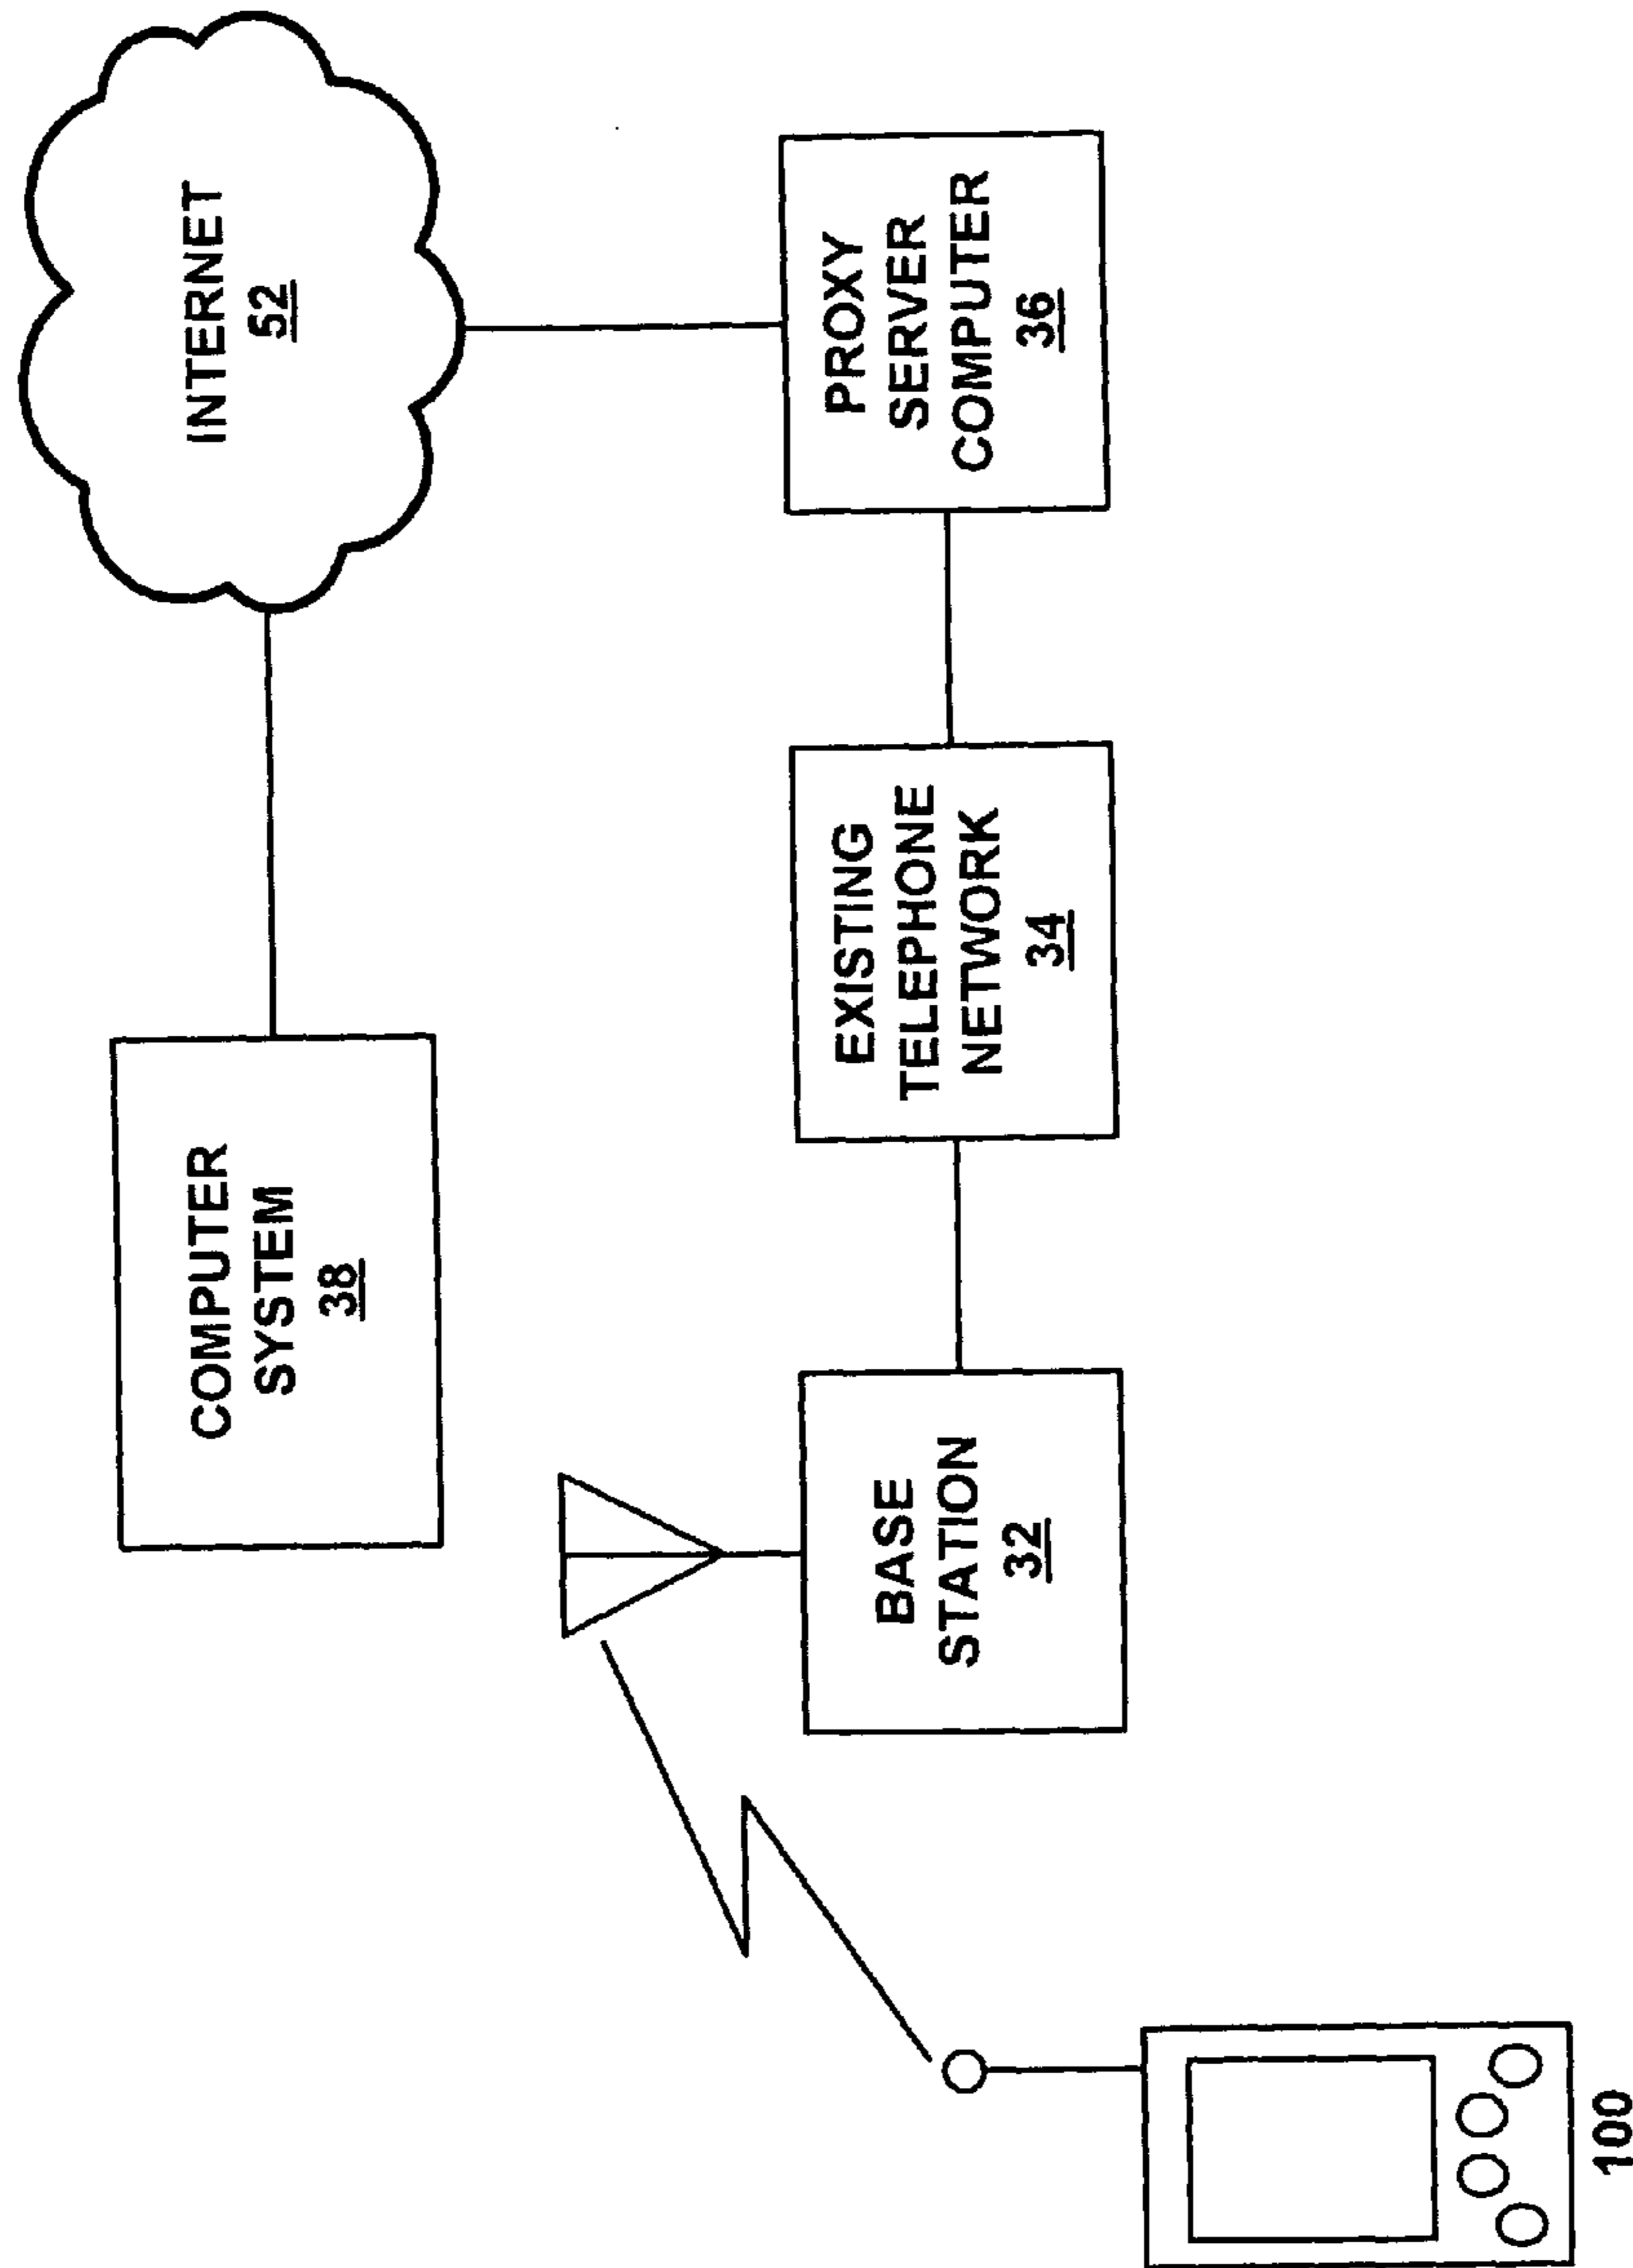 INTERNET
52
COMPUTER
SYSTEM
38
BASE
STATION
32
EXISTING
TELEPHONE
NETWORK
34
PROXY
SERVER
COMPUTER
36
100